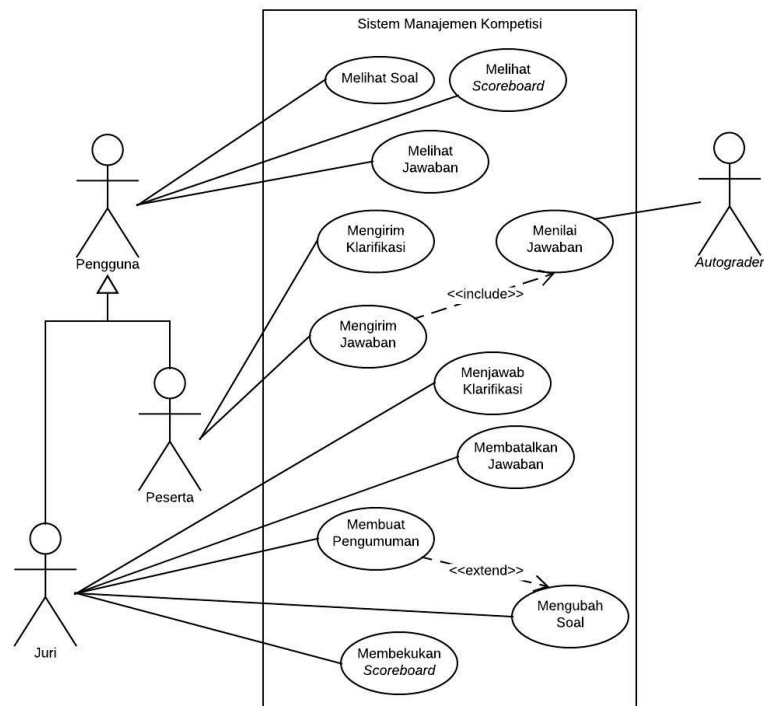 Sistem Manajemen Kompetisi
Melihat Soal
Melihat
Scoreboard
Melihat
Jawaban
Pengguna
Mengirim
Klarifikasi
Menilai
Jawaban
Autograder
<<include>>
Mengirim
Jawaban
Menjawab
Klarifikasi
Membatalkan
Jawaban
Peserta
Membuat
Pengumuman
<<extend>>
Mengubah
Soal
Juri
Membekukan
Scoreboard